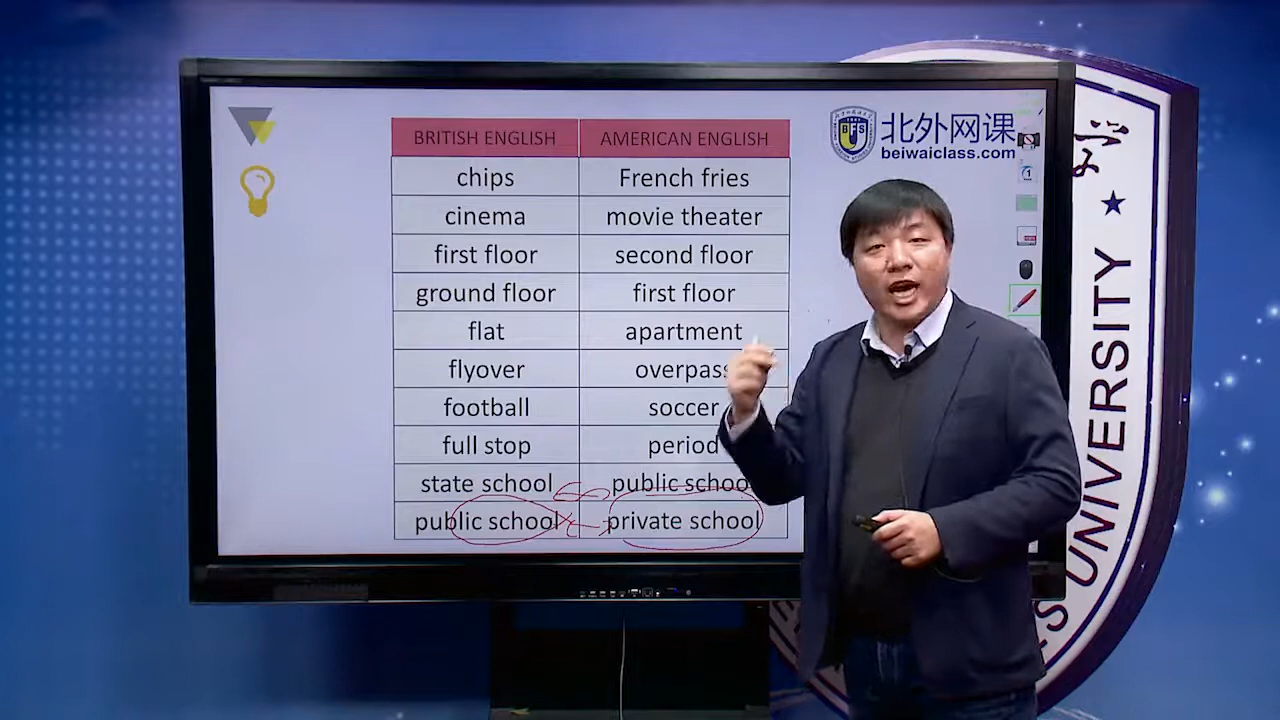 北外网课
beiwaiclass.com
BRITISH ENGLISH AMERICAN ENGLISH
chips French fries
cinema movie theater
first floor second floor
ground floor first floor
flat apartment
flyover overpass
football soccer
full stop period
state school public school
public school private school
UNIVERSITY